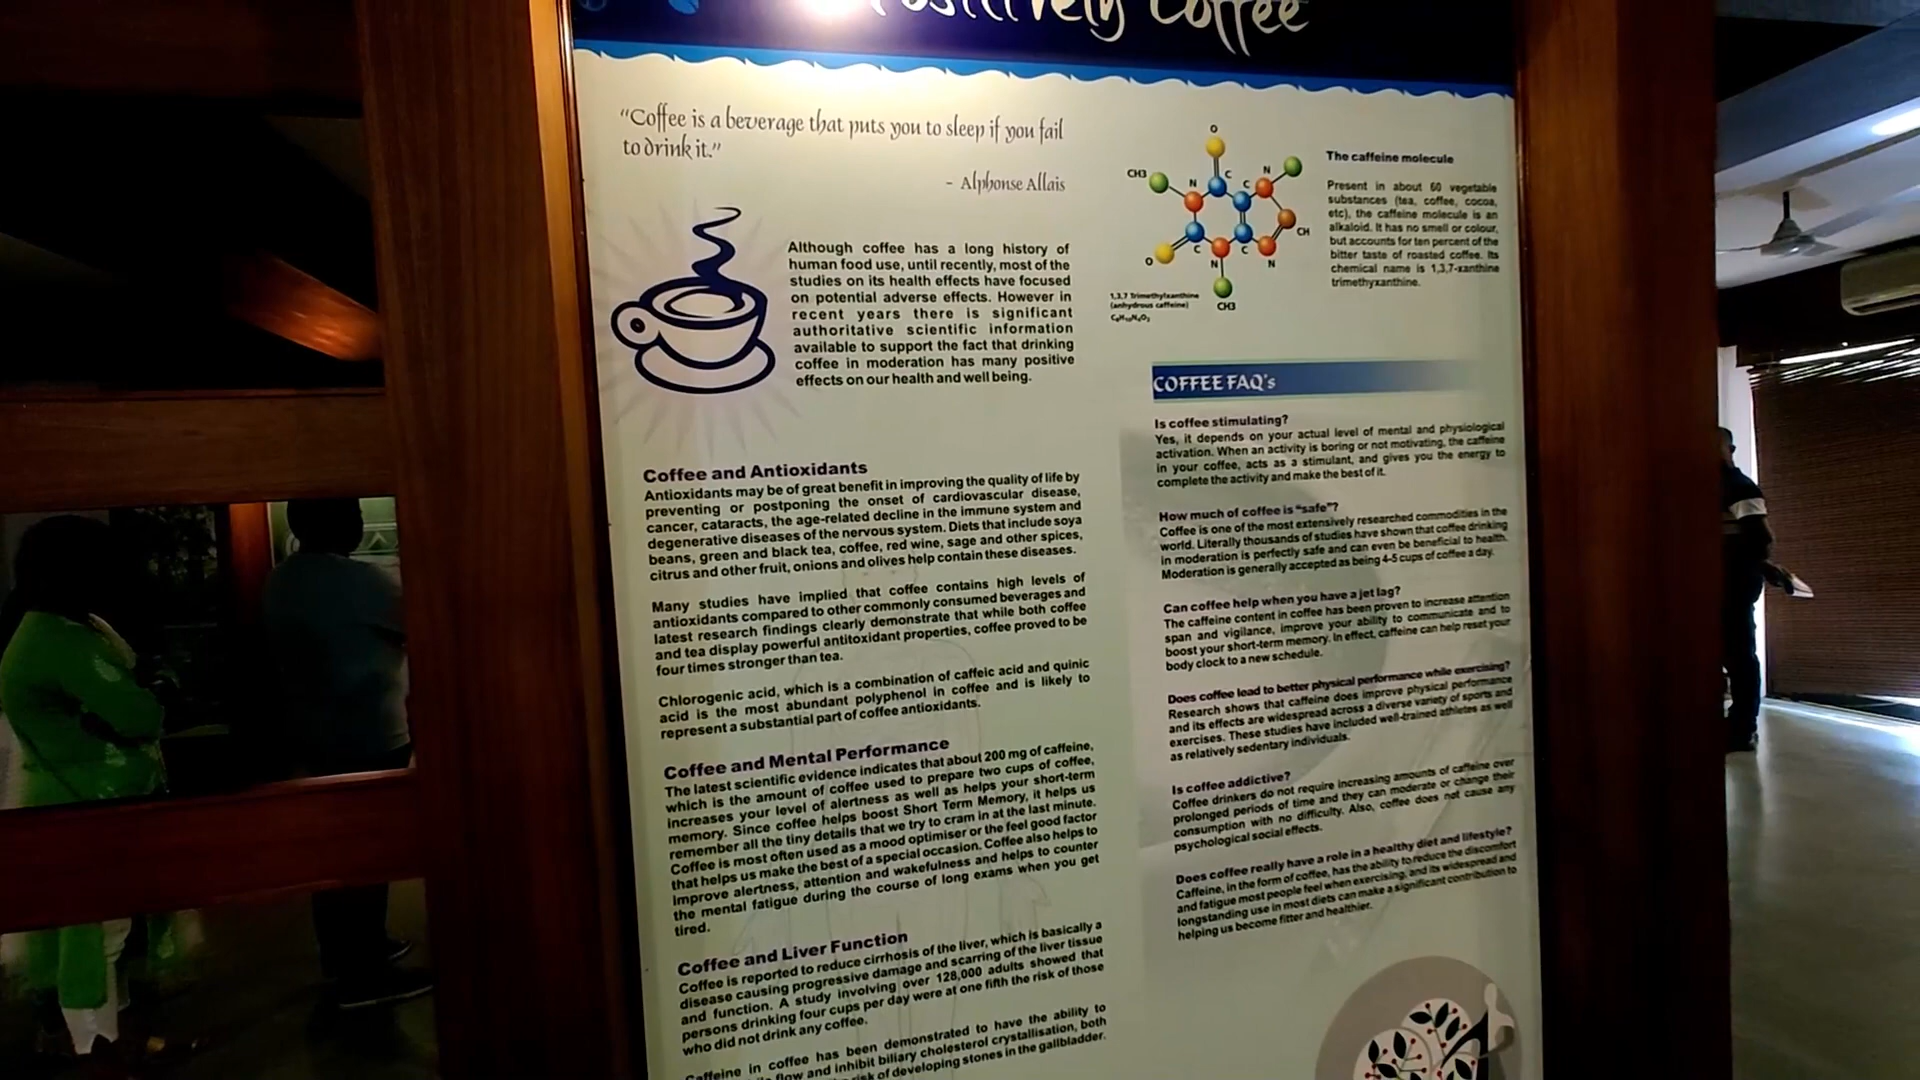 Positively Coffee
"Coffee is a beverage that puts you to sleep if you fail
to drink it."
- Alphonse Allais
Although coffee has a long history of
human food use, until recently, most of the
studies on its health effects have focused
on potential adverse effects. However in
recent years there is significant
authoritative scientific information
available to support the fact that drinking
coffee in moderation has many positive
effects on our health and well being.
Coffee and Antioxidants
Antioxidants may be of great benefit in improving the quality of life by
preventing or postponing the onset of cardiovascular disease,
cancer, cataracts, the age-related decline in the immune system and
degenerative diseases of the nervous system. Diets that include soya
beans, green and black tea, coffee, red wine, sage and other spices,
citrus and other fruit, onions and olives help contain these diseases.
Many studies have implied that coffee contains high levels of
antioxidants compared to other commonly consumed beverages and
latest research findings clearly demonstrate that while both coffee
and tea display powerful antitoxidant properties, coffee proved to be
four times stronger than tea.
Chlorogenic acid, which is a combination of caffeic acid and quinic
acid is the most abundant polyphenol in coffee and is likely to
represent a substantial part of coffee antioxidants.
Coffee and Mental Performance
The latest scientific evidence indicates that about 200 mg of caffeine,
which is the amount of coffee used to prepare two cups of coffee,
increases your level of alertness as well as helps your short-term
memory. Since coffee helps boost Short Term Memory, it helps us
remember all the tiny details that we try to cram in at the last minute.
Coffee is most often used as a mood optimiser or the feel good factor
that helps us make the best of a special occasion. Coffee also helps to
improve alertness, attention and wakefulness and helps to counter
the mental fatigue during the course of long exams when you get
tired.
Coffee and Liver Function
Coffee is reported to reduce cirrhosis of the liver, which is basically a
disease causing progressive damage and scarring of the liver tissue
and function. A study involving over 128,000 adults showed that
persons drinking four cups per day were at one fifth the risk of those
who did not drink any coffee.
Caffeine in coffee has been demonstrated to have the ability to
flow and inhibit biliary cholesterol crystallisation, both
risk of developing stones in the gallbladder.
O
CH3
N
C
C
N
CH
O
C
N
C
N
CH3
1,3,7 Trimethylxanthine
(anhydrous caffeine)
C8H10N4O2
The caffeine molecule
Present in about 60 vegetable
substances (tea, coffee, cocoa,
etc), the caffeine molecule is an
alkaloid. It has no smell or colour,
but accounts for ten percent of the
bitter taste of roasted coffee. Its
chemical name is 1,3,7-xanthine
trimethyxanthine.
COFFEE FAQ's
Is coffee stimulating?
Yes, it depends on your actual level of mental and physiological
activation. When an activity is boring or not motivating, the caffeine
in your coffee, acts as a stimulant, and gives you the energy to
complete the activity and make the best of it.
How much of coffee is "safe"?
Coffee is one of the most extensively researched commodities in the
world. Literally thousands of studies have shown that coffee drinking
in moderation is perfectly safe and can even be beneficial to health.
Moderation is generally accepted as being 4-5 cups of coffee a day.
Can coffee help when you have a jet lag?
The caffeine content in coffee has been proven to increase attention
span and vigilance, improve your ability to communicate and to
boost your short-term memory. In effect, caffeine can help reset your
body clock to a new schedule.
Does coffee lead to better physical performance while exercising?
Research shows that caffeine does improve physical performance
and its effects are widespread across a diverse variety of sports and
exercises. These studies have included well-trained athletes as well
as relatively sedentary individuals.
Is coffee addictive?
Coffee drinkers do not require increasing amounts of caffeine over
prolonged periods of time and they can moderate or change their
consumption with no difficulty. Also, coffee does not cause any
psychological social effects.
Does coffee really have a role in a healthy diet and lifestyle?
Caffeine, in the form of coffee, has the ability to reduce the discomfort
and fatigue most people feel when exercising, and its widespread and
longstanding use in most diets can make a significant contribution to
helping us become fitter and healthier.